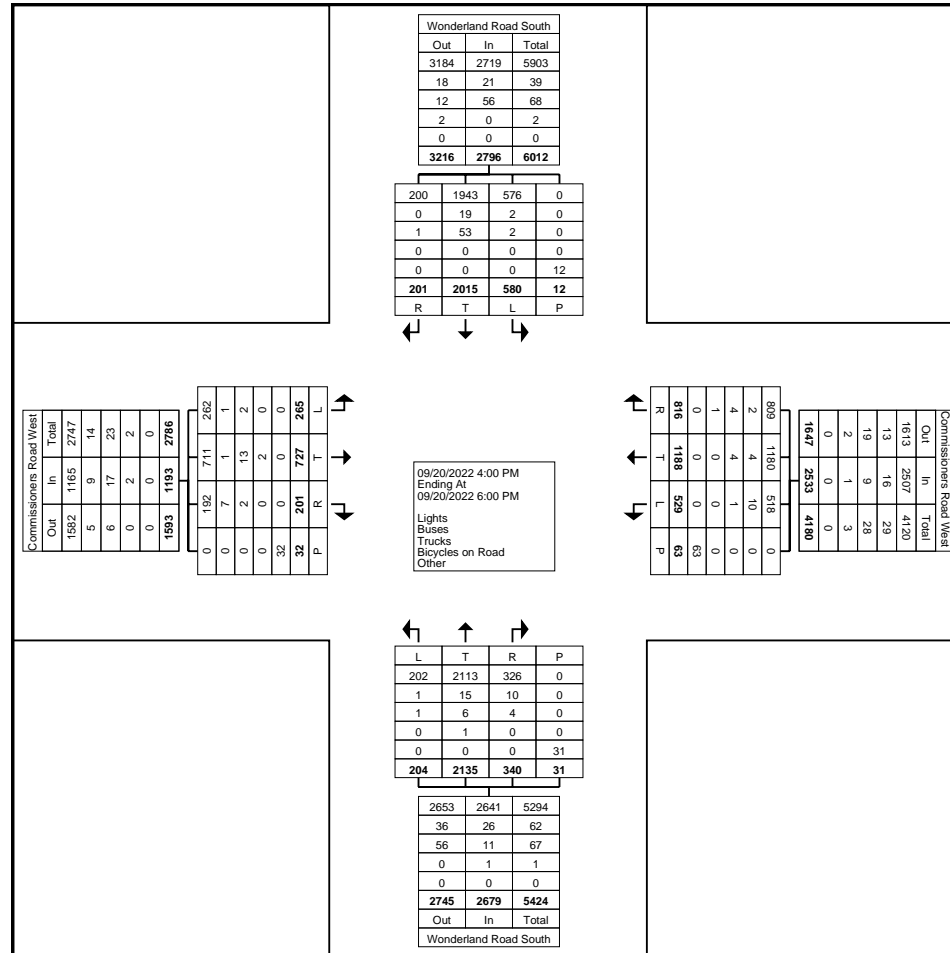 Wonderland Road South
Out In Total
3184 2719 5903
18 21 39
12 56 68
2 0 2
0 0 0
3216 2796 6012
200 1943 576 0
0 19 2 0
1 53 2 0
0 0 0 0
0 0 0 12
201 2015 580 12
R T L P
Commissioners Road West
Out In Total
1582 1165 2747
5 9 14
6 17 23
0 2 2
0 0 0
1593 1193 2786
L T R P
265 727 201 32
0 0 0 32
0 2 0 0
2 13 2 0
1 1 7 0
262 711 192 0
09/20/2022 4:00 PM
Ending At
09/20/2022 6:00 PM
Lights
Buses
Trucks
Bicycles on Road
Other
Commissioners Road West
Out In Total
1613 2507 4120
13 16 29
19 9 28
2 1 3
0 0 0
1647 2533 4180
809 1180 518 0
2 4 10 0
4 4 1 0
1 0 0 0
0 0 0 63
816 1188 529 63
R T L P
L T R P
202 2113 326 0
1 15 10 0
1 6 4 0
0 1 0 0
0 0 0 31
204 2135 340 31
2653 2641 5294
36 26 62
56 11 67
0 1 1
0 0 0
2745 2679 5424
Out In Total
Wonderland Road South